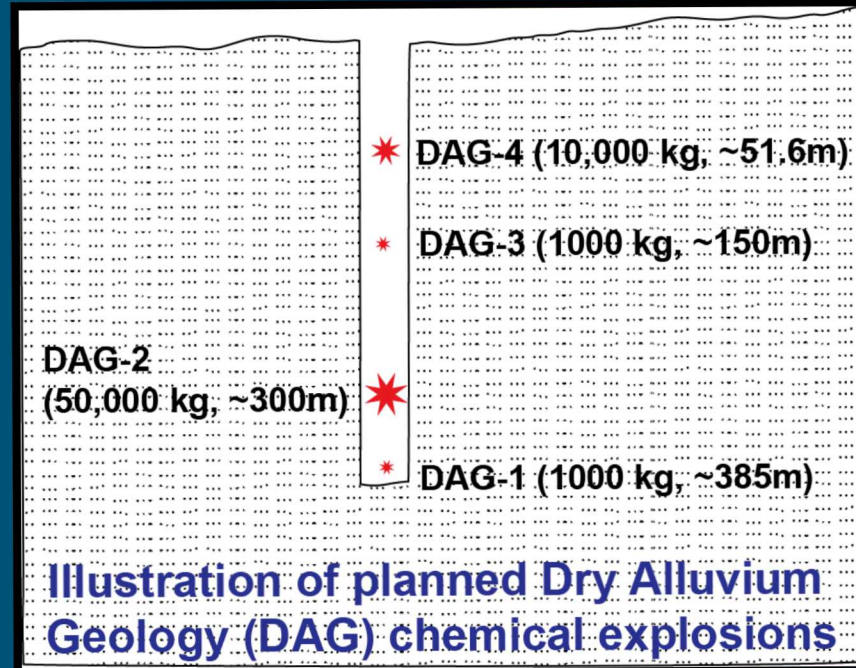 DAG-4 (10,000 kg, ~51.6m)
DAG-3 (1000 kg, ~150m)
DAG-2
(50,000 kg, ~300m)
DAG-1 (1000 kg, ~385m)
Illustration of planned Dry Alluvium
Geology (DAG) chemical explosions